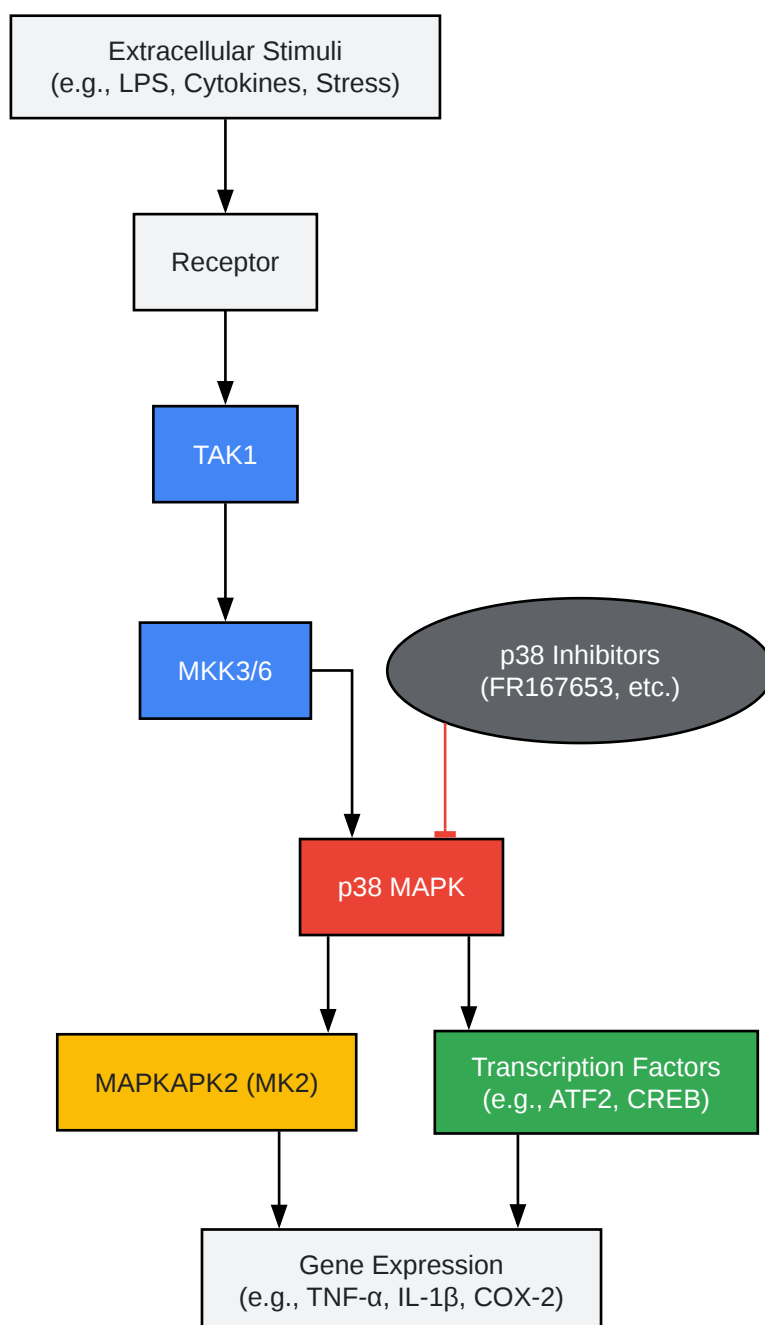 Extracellular Stimuli
(e.g., LPS, Cytokines, Stress)
Receptor
TAK1
MKK3/6
p38 Inhibitors
(FR167653, etc.)
p38 MAPK
MAPKAPK2 (MK2)
Transcription Factors
(e.g., ATF2, CREB)
Gene Expression
(e.g., TNF-α, IL-1β, COX-2)